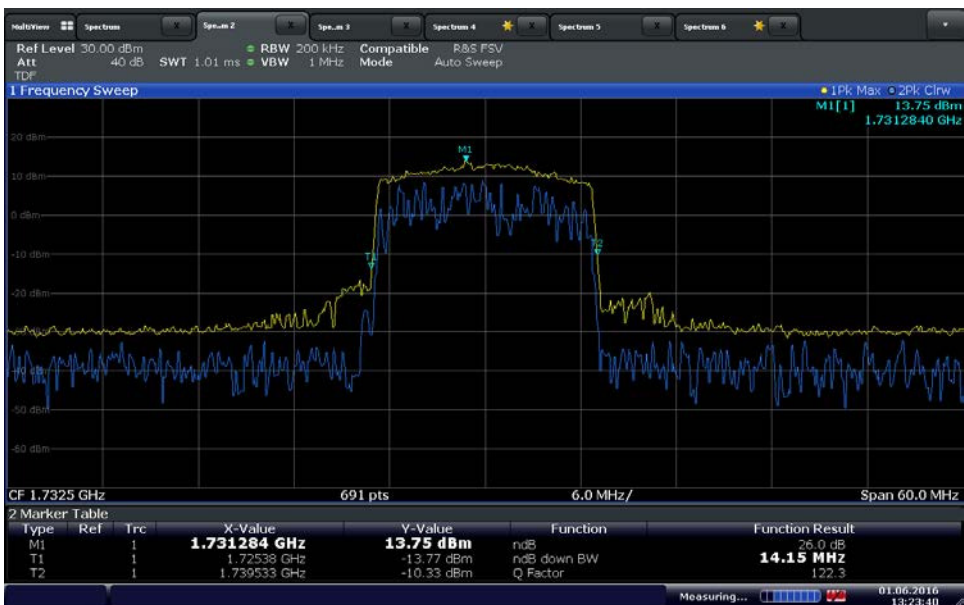 MultiView Spectrum X Spe...m 2 X Spe...m 3 X Spectrum 4 X Spectrum 5 X Spectrum 6 X
Ref Level 30.00 dBm RBW 200 kHz Compatible R&S FSV
Att 40 dB SWT 1.01 ms VBW 1 MHz Mode Auto Sweep
TDF
1 Frequency Sweep 1Pk Max 2Pk Clrw
M1[1] 13.75 dBm
1.7312840 GHz
20 dBm
M1
10 dBm
0 dBm
T2
-10 dBm
-20 dBm
-40 dBm
-50 dBm
-60 dBm
CF 1.7325 GHz 691 pts 6.0 MHz/ Span 60.0 MHz
2 Marker Table
Type Ref Trc X-Value Y-Value Function Function Result
M1 1 1.731284 GHz 13.75 dBm ndB 26.0 dB
T1 1 1.72538 GHz -13.77 dBm ndB down BW 14.15 MHz
T2 1 1.739533 GHz -10.33 dBm Q Factor 122.3
Measuring... 01.06.2016
13:23:40